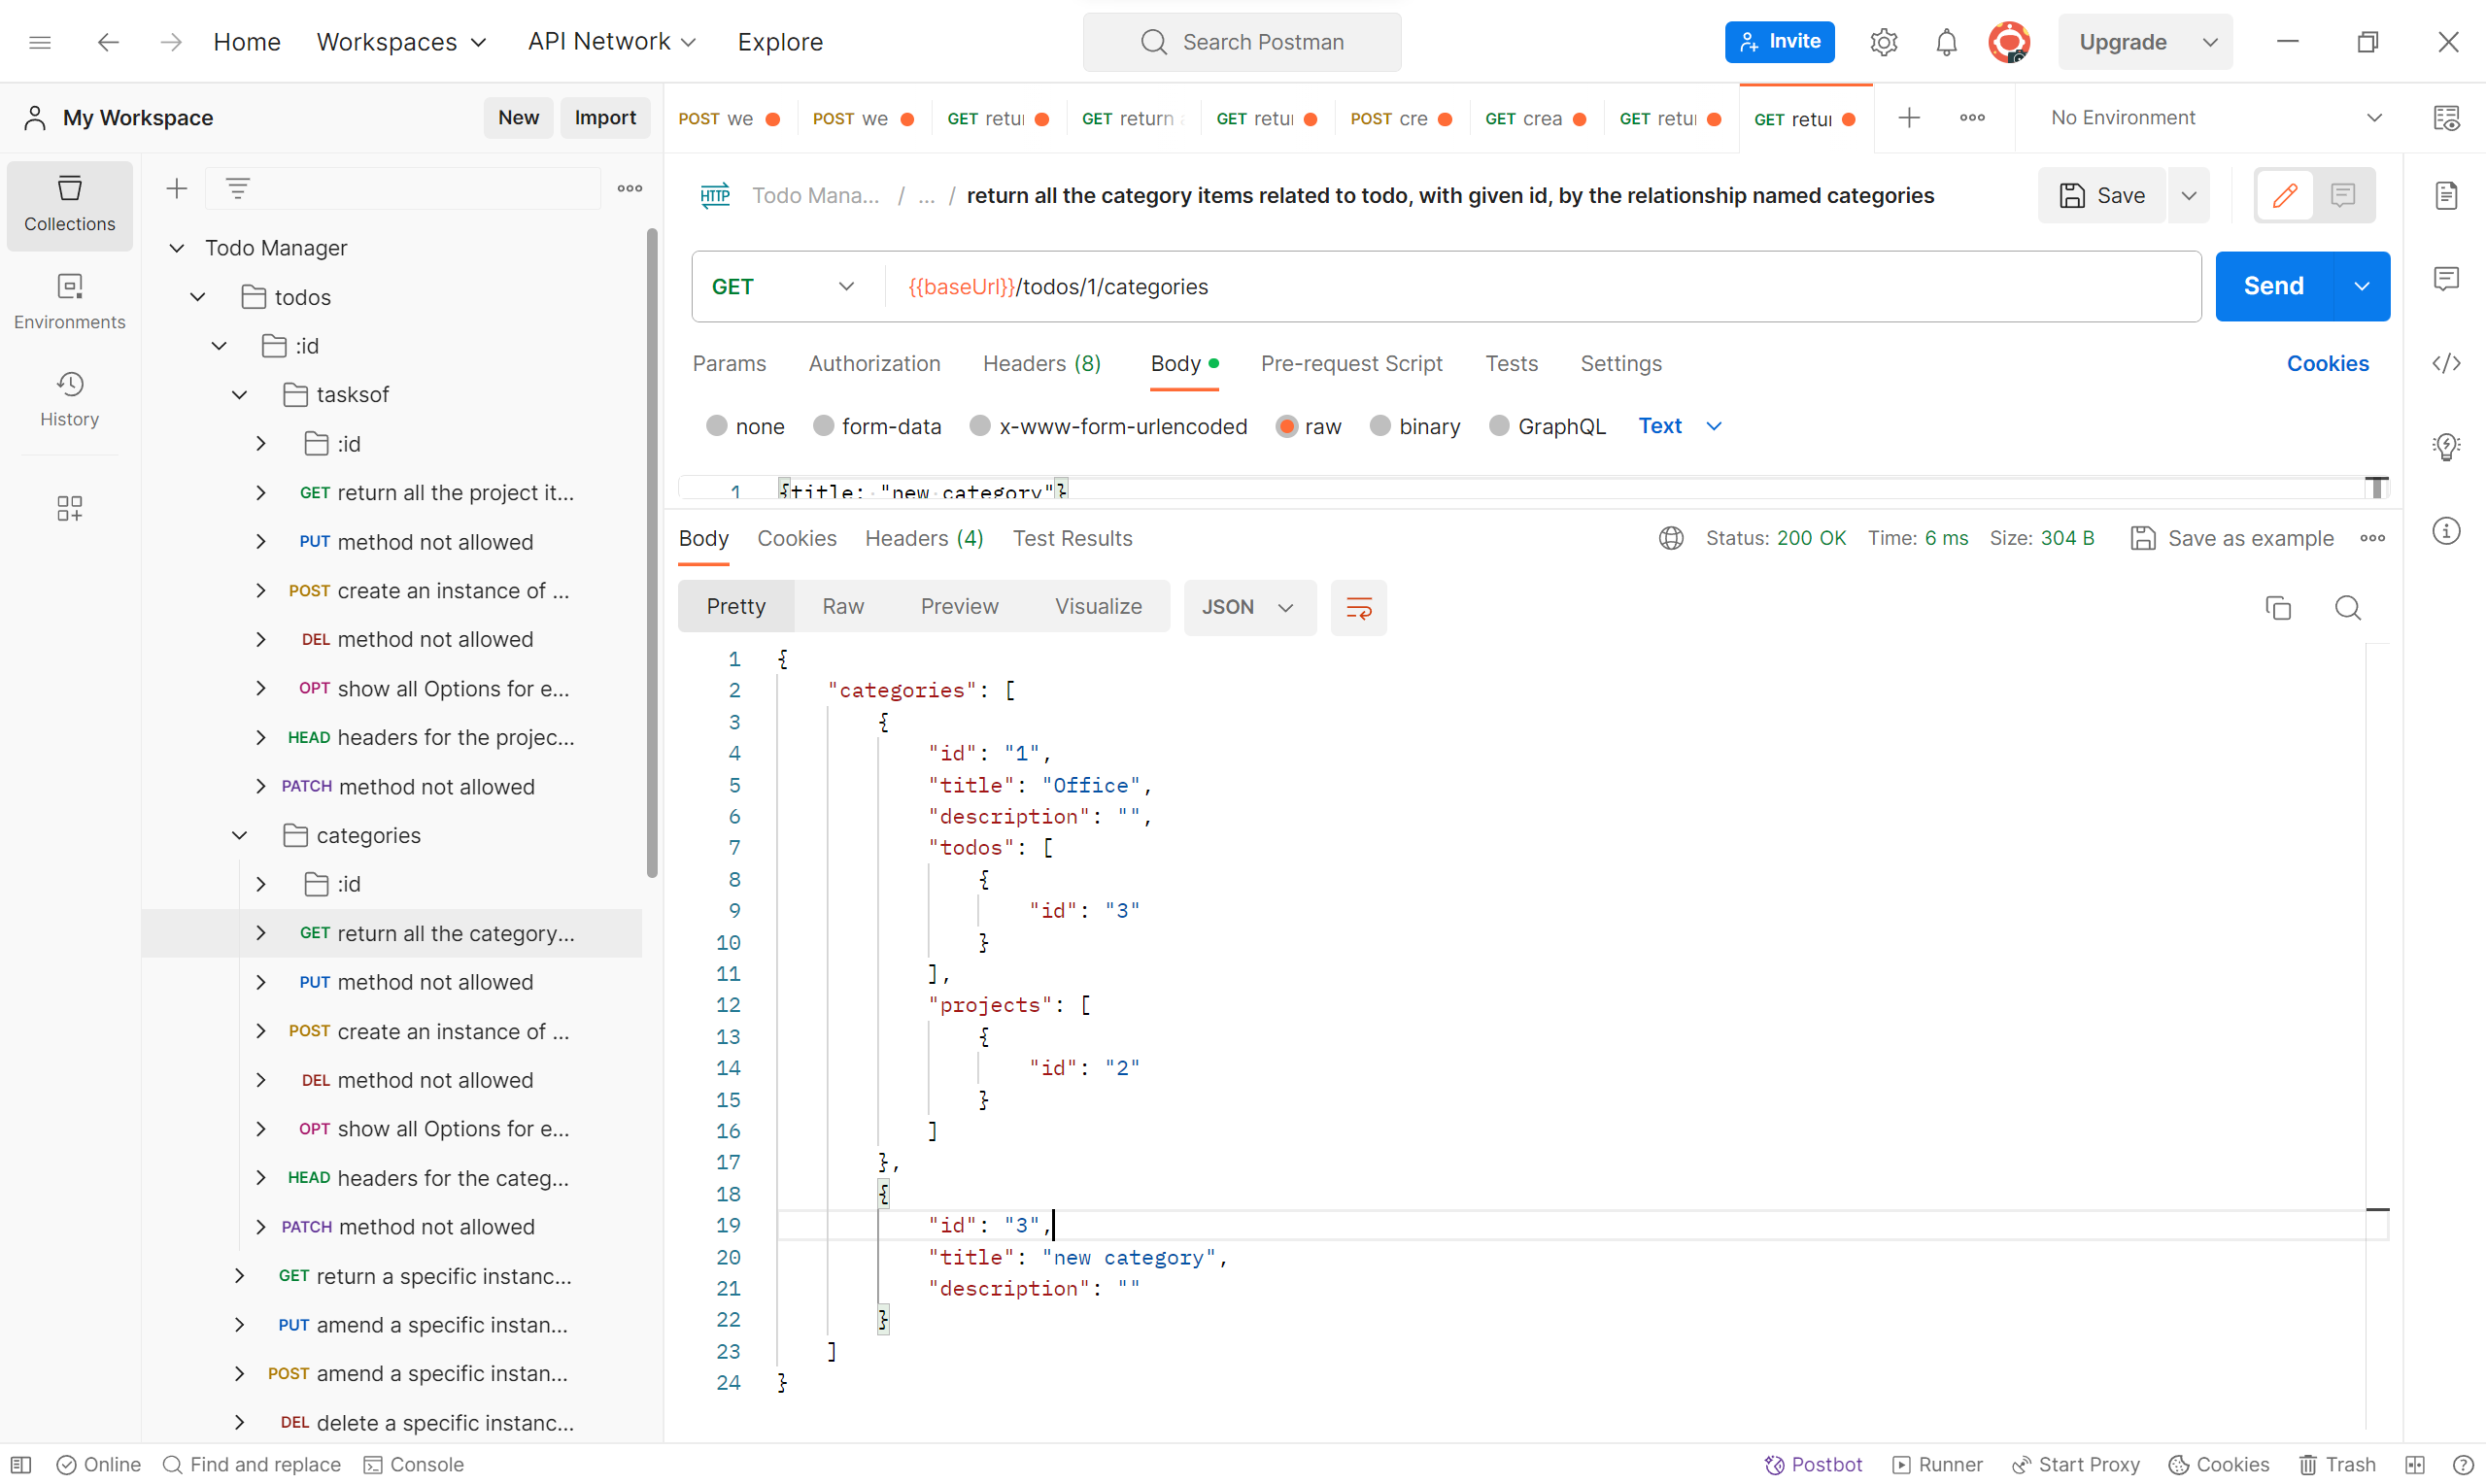 Home Workspaces API Network Explore Search Postman Invite Upgrade
My Workspace New Import
POST we POST we GET retu GET return GET retu POST cre GET crea GET retu GET retu No Environment
Collections
Environments
History
Todo Manager
todos
:id
tasksof
:id
GET return all the project it...
PUT method not allowed
POST create an instance of ...
DEL method not allowed
OPT show all Options for e...
HEAD headers for the projec...
PATCH method not allowed
categories
:id
GET return all the category...
PUT method not allowed
POST create an instance of ...
DEL method not allowed
OPT show all Options for e...
HEAD headers for the categ...
PATCH method not allowed
GET return a specific instanc...
PUT amend a specific instan...
POST amend a specific instan...
DEL delete a specific instanc...
HTTP Todo Mana... / ... / return all the category items related to todo, with given id, by the relationship named categories Save
GET {{baseUrl}}/todos/1/categories Send
Params Authorization Headers (8) Body Pre-request Script Tests Settings Cookies
none form-data x-www-form-urlencoded raw binary GraphQL Text
1 {title: "new category"}
Body Cookies Headers (4) Test Results Status: 200 OK Time: 6 ms Size: 304 B Save as example
Pretty Raw Preview Visualize JSON
1 {
2 "categories": [
3 {
4 "id": "1",
5 "title": "Office",
6 "description": "",
7 "todos": [
8 {
9 "id": "3"
10 }
11 ],
12 "projects": [
13 {
14 "id": "2"
15 }
16 ]
17 },
18 {
19 "id": "3",
20 "title": "new category",
21 "description": ""
22 }
23 ]
24 }
Online Find and replace Console Postbot Runner Start Proxy Cookies Trash